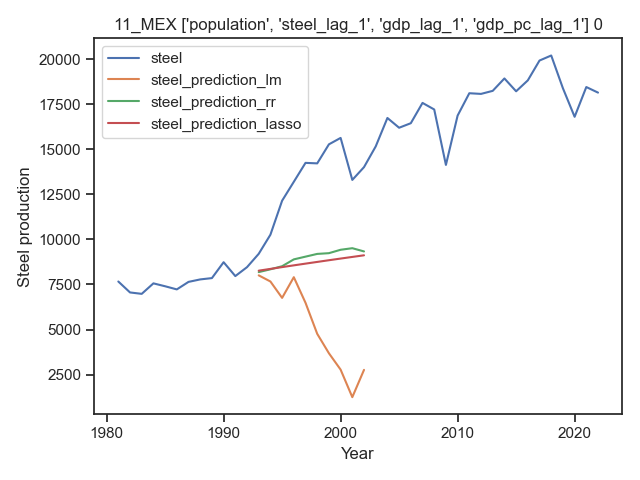 11_MEX ['population', 'steel_lag_1', 'gdp_lag_1', 'gdp_pc_lag_1'] 0
steel
steel_prediction_lm
steel_prediction_rr
steel_prediction_lasso
Steel production
20000
17500
15000
12500
10000
7500
5000
2500
1980
1990
2000
2010
2020
Year